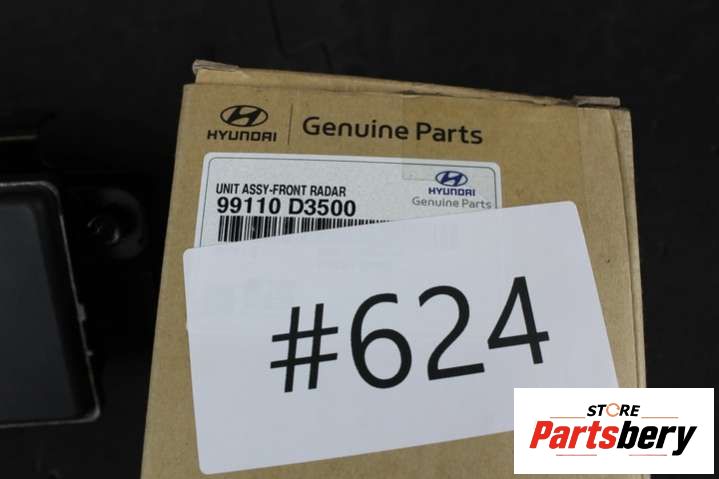 HYUNDAI
Genuine Parts
UNIT ASSY-FRONT RADAR
99110 D3500
HYUNDAI
Genuine Parts
#624
STORE
Partsbery